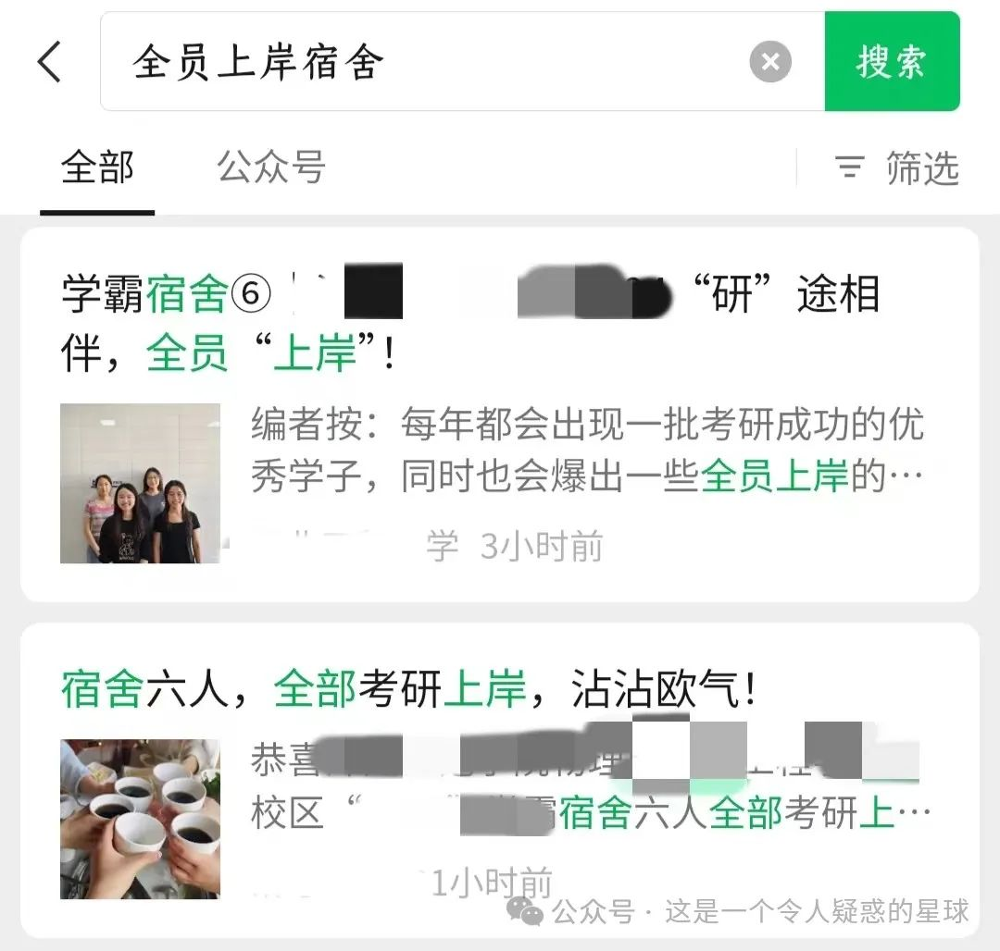 全员上岸宿舍
搜索
全部 公众号 筛选
学霸宿舍⑥ “研”途相
伴，全员“上岸”！
编者按：每年都会出现一批考研成功的优
秀学子，同时也会爆出一些全员上岸的…
学 3小时前
宿舍六人，全部考研上岸，沾沾欧气！
恭喜
校区“ 宿舍六人全部考研上…
1小时前
公众号 · 这是一个令人疑惑的星球